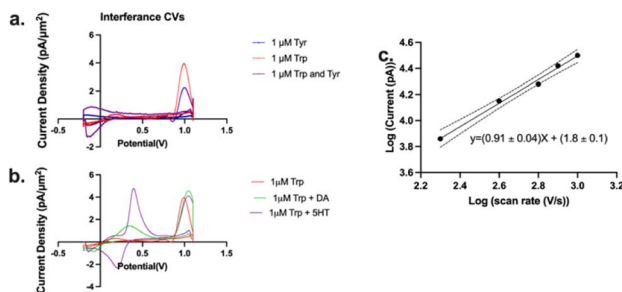 a.
Interferance CVs
Current Density (pA/µm²)
6
4
2
0
-2
-0.5
0.5
1.0
1.5
Potential(V)
1 µM Tyr
1 µM Trp
1 µM Trp and Tyr
b.
Current Density (pA/µm²)
6
4
2
0
-2
-0.5
0.5
1.0
1.5
Potential(V)
1µM Trp
1µM Trp + DA
1µM Trp + 5HT
c.
Log (Current (pA))
4.6
4.4
4.2
4.0
3.8
3.6
y=(0.91 ± 0.04)X + (1.8 ± 0.1)
2.2
2.4
2.6
2.8
3.0
3.2
Log (scan rate (V/s))